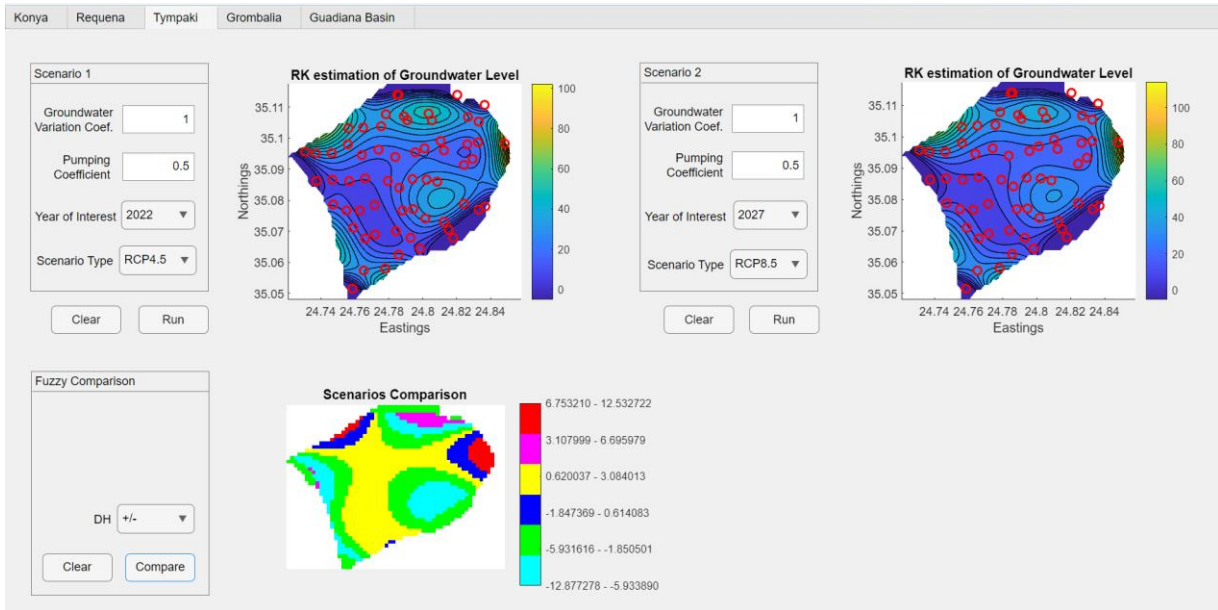 Konya
Requena
Tympaki
Grombalia
Guadiana Basin
Scenario 1
Groundwater
Variation Coef.
1
Pumping
Coefficient
0.5
Year of Interest
2022
Scenario Type
RCP4.5
Clear
Run
RK estimation of Groundwater Level
Northings
35.11
35.1
35.09
35.08
35.07
35.06
35.05
24.74 24.76 24.78 24.8 24.82 24.84
Eastings
100
80
60
40
20
0
Scenario 2
Groundwater
Variation Coef.
1
Pumping
Coefficient
0.5
Year of Interest
2027
Scenario Type
RCP8.5
Clear
Run
RK estimation of Groundwater Level
Northings
35.11
35.1
35.09
35.08
35.07
35.06
35.05
24.74 24.76 24.78 24.8 24.82 24.84
Eastings
100
80
60
40
20
0
Fuzzy Comparison
DH
+/-
Clear
Compare
Scenarios Comparison
6.753210 - 12.532722
3.107999 - 6.695979
0.620037 - 3.084013
-1.847369 - 0.614083
-5.931616 - -1.850501
-12.877278 - -5.933890